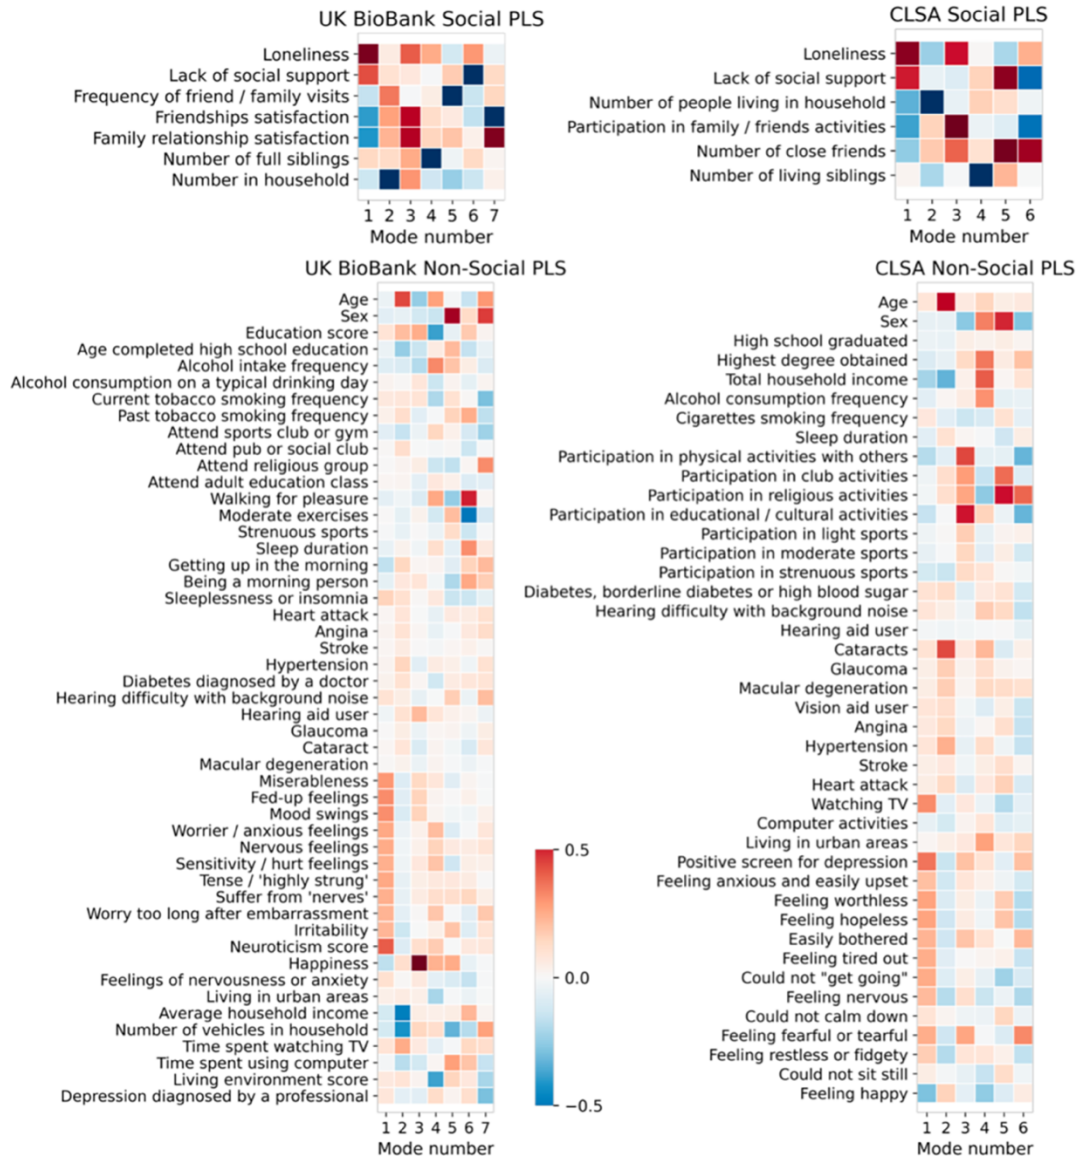 UK BioBank Social PLS
Loneliness
Lack of social support
Frequency of friend / family visits
Friendships satisfaction
Family relationship satisfaction
Number of full siblings
Number in household
1 2 3 4 5 6 7
Mode number
CLSA Social PLS
Loneliness
Lack of social support
Number of people living in household
Participation in family / friends activities
Number of close friends
Number of living siblings
1 2 3 4 5 6
Mode number
UK BioBank Non-Social PLS
Age
Sex
Education score
Age completed high school education
Alcohol intake frequency
Alcohol consumption on a typical drinking day
Current tobacco smoking frequency
Past tobacco smoking frequency
Attend sports club or gym
Attend pub or social club
Attend religious group
Attend adult education class
Walking for pleasure
Moderate exercises
Strenuous sports
Sleep duration
Getting up in the morning
Being a morning person
Sleeplessness or insomnia
Heart attack
Angina
Stroke
Hypertension
Diabetes diagnosed by a doctor
Hearing difficulty with background noise
Hearing aid user
Glaucoma
Cataract
Macular degeneration
Miserableness
Fed-up feelings
Mood swings
Worrier / anxious feelings
Nervous feelings
Sensitivity / hurt feelings
Tense / 'highly strung'
Suffer from 'nerves'
Worry too long after embarrassment
Irritability
Neuroticism score
Happiness
Feelings of nervousness or anxiety
Living in urban areas
Average household income
Number of vehicles in household
Time spent watching TV
Time spent using computer
Living environment score
Depression diagnosed by a professional
1 2 3 4 5 6 7
Mode number
0.5
0.0
−0.5
CLSA Non-Social PLS
Age
Sex
High school graduated
Highest degree obtained
Total household income
Alcohol consumption frequency
Cigarettes smoking frequency
Sleep duration
Participation in physical activities with others
Participation in club activities
Participation in religious activities
Participation in educational / cultural activities
Participation in light sports
Participation in moderate sports
Participation in strenuous sports
Diabetes, borderline diabetes or high blood sugar
Hearing difficulty with background noise
Hearing aid user
Cataracts
Glaucoma
Macular degeneration
Vision aid user
Angina
Hypertension
Stroke
Heart attack
Watching TV
Computer activities
Living in urban areas
Positive screen for depression
Feeling anxious and easily upset
Feeling worthless
Feeling hopeless
Easily bothered
Feeling tired out
Could not "get going"
Feeling nervous
Could not calm down
Feeling fearful or tearful
Feeling restless or fidgety
Could not sit still
Feeling happy
1 2 3 4 5 6
Mode number